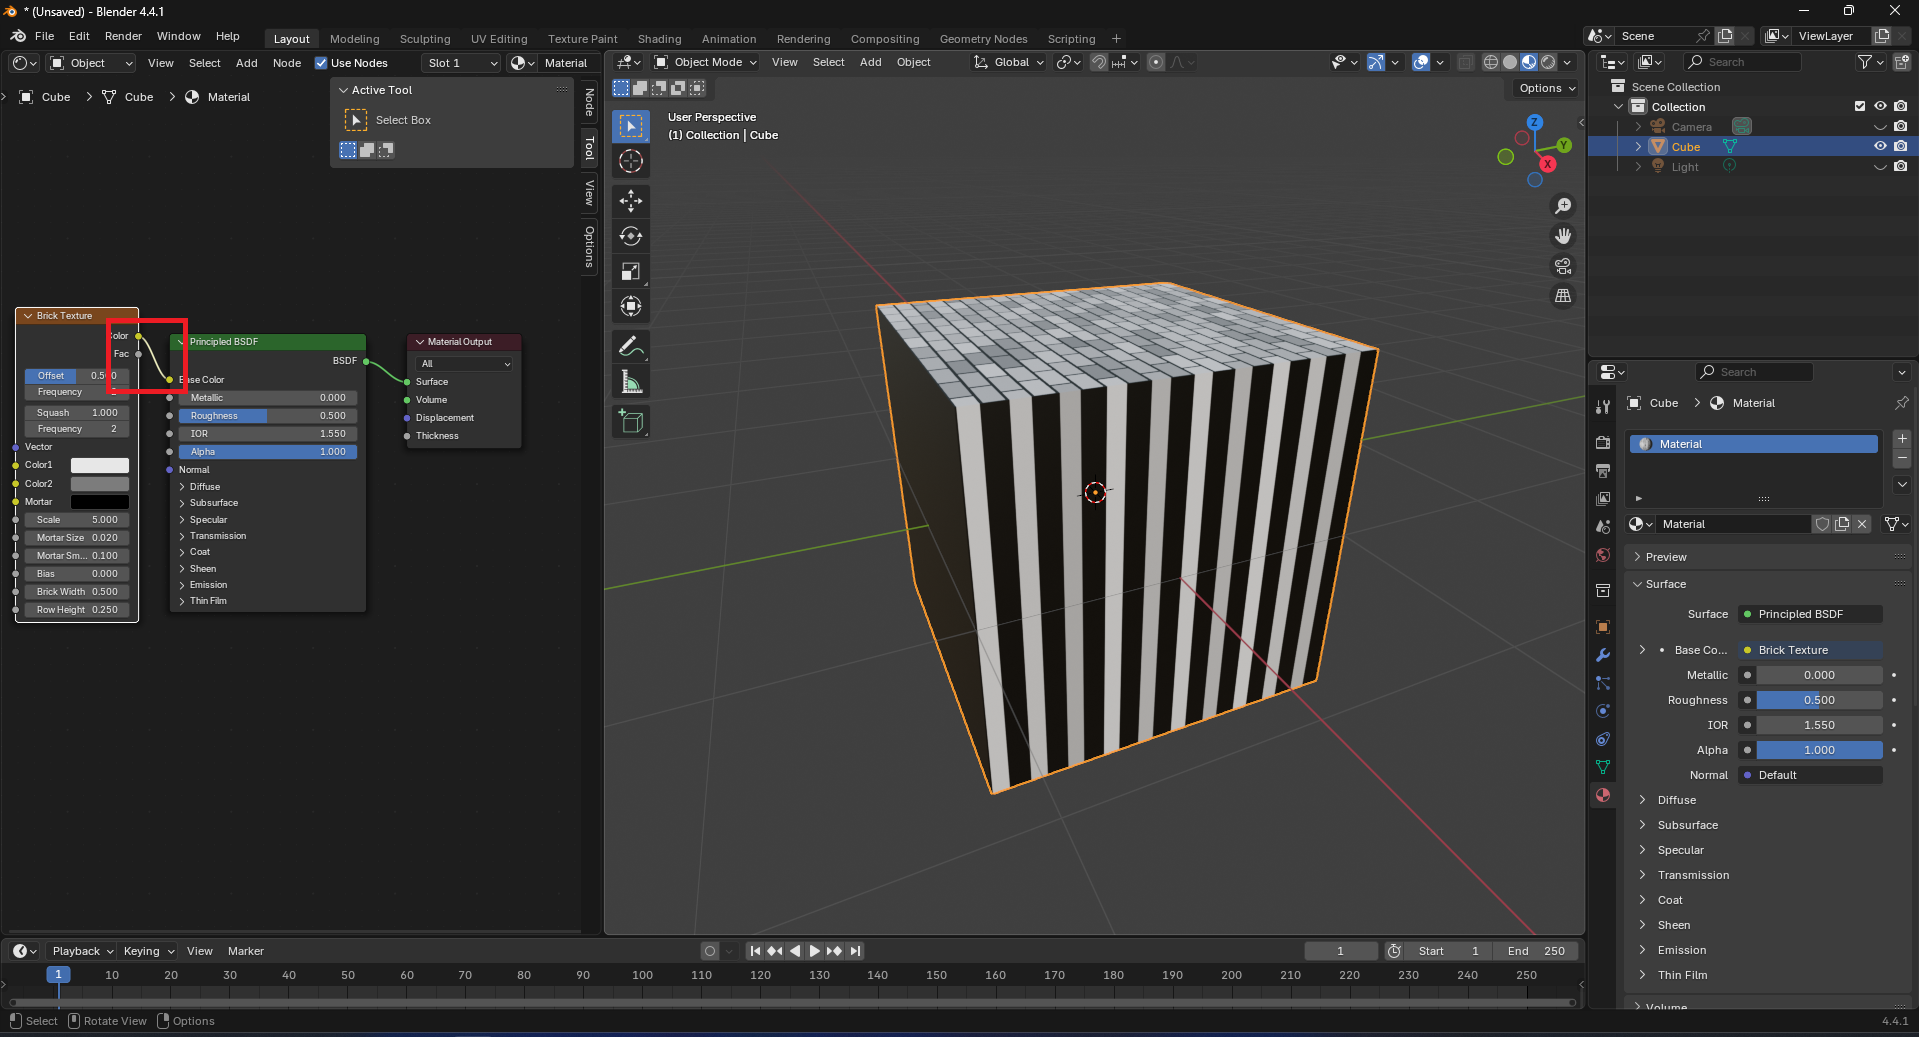 * (Unsaved) - Blender 4.4.1
File Edit Render Window Help Layout Modeling Sculpting UV Editing Texture Paint Shading Animation Rendering Compositing Geometry Nodes Scripting + Scene ViewLayer
Object View Select Add Node Use Nodes Slot 1 Material
Object Mode View Select Add Object Global
Search
Cube > Cube > Material
Active Tool
Select Box
Node
Tool
View
Options
Options
User Perspective
(1) Collection | Cube
Z
Y
X
Scene Collection
Collection
Camera
Cube
Light
Brick Texture
Color
Fac
Offset 0.500
Frequency 2
Squash 1.000
Frequency 2
Vector
Color1
Color2
Mortar
Scale 5.000
Mortar Size 0.020
Mortar Sm... 0.100
Bias 0.000
Brick Width 0.500
Row Height 0.250
Principled BSDF
BSDF
Base Color
Metallic 0.000
Roughness 0.500
IOR 1.550
Alpha 1.000
Normal
Diffuse
Subsurface
Specular
Transmission
Coat
Sheen
Emission
Thin Film
Material Output
All
Surface
Volume
Displacement
Thickness
Search
Cube > Material
Material
Material
Preview
Surface
Surface Principled BSDF
Base Co... Brick Texture
Metallic 0.000
Roughness 0.500
IOR 1.550
Alpha 1.000
Normal Default
Diffuse
Subsurface
Specular
Transmission
Coat
Sheen
Emission
Thin Film
Volume
Playback Keying View Marker 1 Start 1 End 250
1 10 20 30 40 50 60 70 80 90 100 110 120 130 140 150 160 170 180 190 200 210 220 230 240 250
Select Rotate View Options 4.4.1